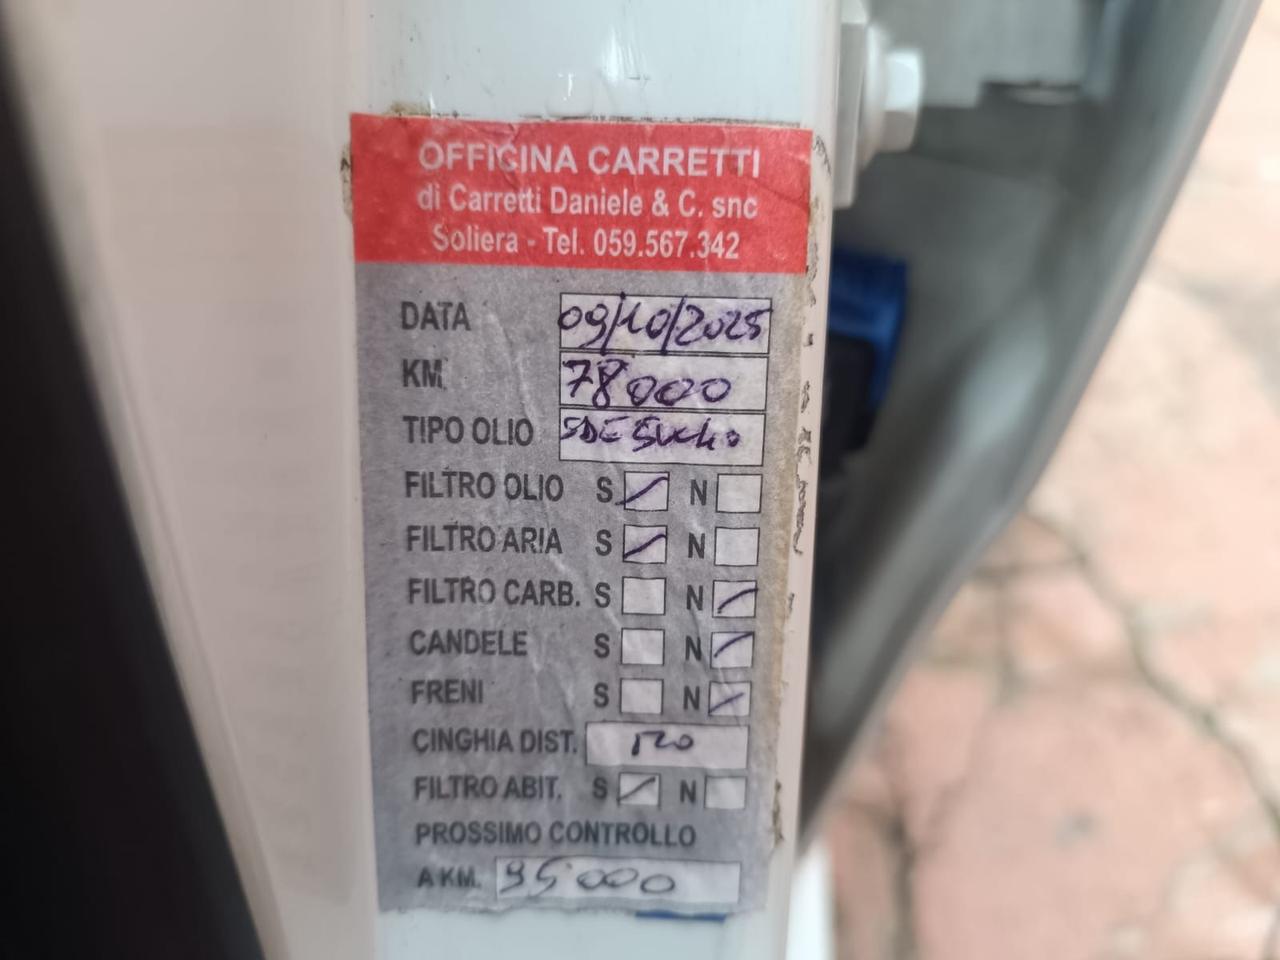 OFFICINA CARRETTI
di Carretti Daniele & C. snc
Soliera - Tel. 059.567.342
DATA 09/10/2025
KM 78000
TIPO OLIO
FILTRO OLIO S N
FILTRO ARIA S N
FILTRO CARB. S N
CANDELE S N
FRENI S N
CINGHIA DIST.
FILTRO ABIT. S N
PROSSIMO CONTROLLO
A KM. 95000